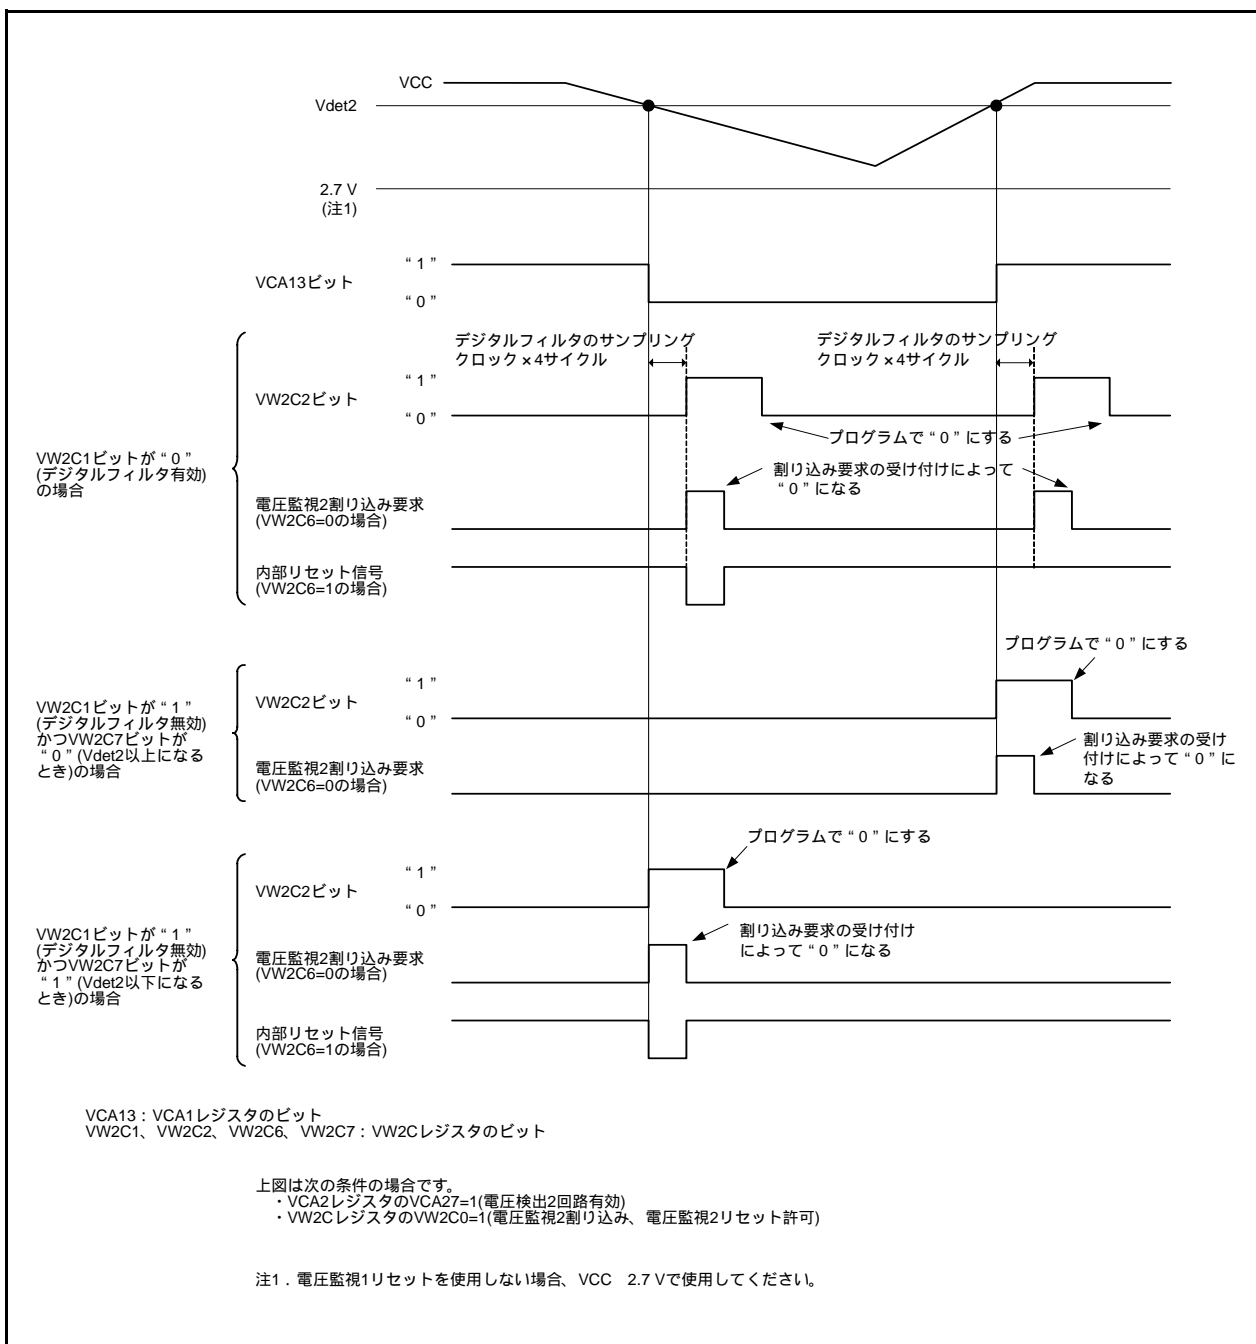 VCC
Vdet2
2.7 V
(注1)
“ 1 ”
VCA13ビット
“ 0 ”
デジタルフィルタのサンプリング
クロック×4サイクル
デジタルフィルタのサンプリング
クロック×4サイクル
“ 1 ”
VW2C2ビット
“ 0 ”
プログラムで “ 0 ” にする
VW2C1ビットが “ 0 ”
(デジタルフィルタ有効)
の場合
割り込み要求の受け付けによって
“ 0 ” になる
電圧監視2割り込み要求
(VW2C6=0の場合)
内部リセット信号
(VW2C6=1の場合)
プログラムで “ 0 ” にする
“ 1 ”
VW2C2ビット
“ 0 ”
VW2C1ビットが “ 1 ”
(デジタルフィルタ無効)
かつVW2C7ビットが
“ 0 ” (Vdet2以上になる
とき)の場合
割り込み要求の受け
付けによって “ 0 ” に
なる
電圧監視2割り込み要求
(VW2C6=0の場合)
プログラムで “ 0 ” にする
“ 1 ”
VW2C2ビット
“ 0 ”
VW2C1ビットが “ 1 ”
(デジタルフィルタ無効)
かつVW2C7ビットが
“ 1 ” (Vdet2以下になる
とき)の場合
割り込み要求の受け付け
によって “ 0 ” になる
電圧監視2割り込み要求
(VW2C6=0の場合)
内部リセット信号
(VW2C6=1の場合)
VCA13：VCA1レジスタのビット
VW2C1、VW2C2、VW2C6、VW2C7：VW2Cレジスタのビット
上図は次の条件の場合です。
・VCA2レジスタのVCA27=1(電圧検出2回路有効)
・VW2CレジスタのVW2C0=1(電圧監視2割り込み、電圧監視2リセット許可)
注1．電圧監視1リセットを使用しない場合、VCC　2.7 Vで使用してください。